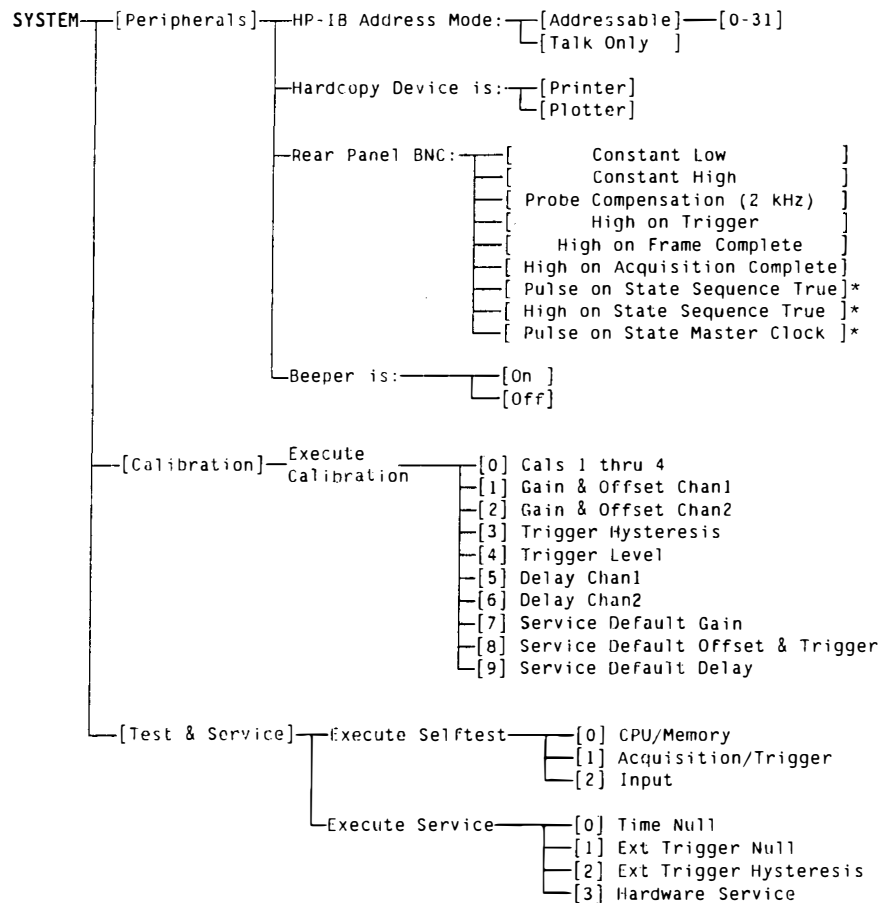 SYSTEM [Peripherals] HP-IB Address Mode: [Addressable] [0-31]
[Talk Only ]
Hardcopy Device is: [Printer]
[Plotter]
Rear Panel BNC: [ Constant Low ]
[ Constant High ]
[ Probe Compensation (2 kHz) ]
[ High on Trigger ]
[ High on Frame Complete ]
[ High on Acquisition Complete]
[ Pulse on State Sequence True]*
[ High on State Sequence True ]*
[ Pulse on State Master Clock ]*
Beeper is: [On ]
[Off]
[Calibration] Execute Calibration [0] Cals 1 thru 4
[1] Gain & Offset Chan1
[2] Gain & Offset Chan2
[3] Trigger Hysteresis
[4] Trigger Level
[5] Delay Chan1
[6] Delay Chan2
[7] Service Default Gain
[8] Service Default Offset & Trigger
[9] Service Default Delay
[Test & Service] Execute Selftest [0] CPU/Memory
[1] Acquisition/Trigger
[2] Input
Execute Service [0] Time Null
[1] Ext Trigger Null
[2] Ext Trigger Hysteresis
[3] Hardware Service